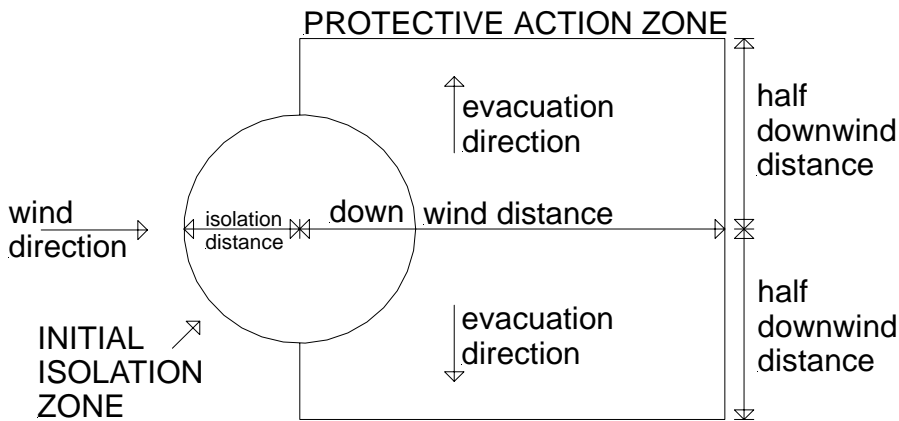 PROTECTIVE ACTION ZONE
evacuation
direction
half
downwind
distance
wind
direction
isolation
distance
down wind distance
INITIAL
ISOLATION
ZONE
evacuation
direction
half
downwind
distance